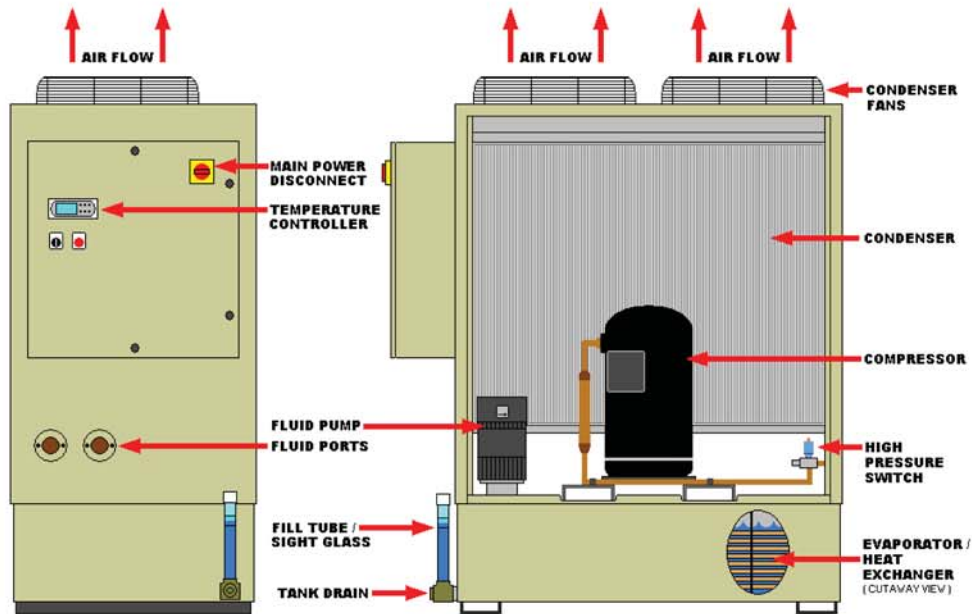 AIR FLOW
AIR FLOW
AIR FLOW
CONDENSER
FANS
MAIN POWER
DISCONNECT
TEMPERATURE
CONTROLLER
CONDENSER
COMPRESSOR
FLUID PUMP
FLUID PORTS
HIGH
PRESSURE
SWITCH
FILL TUBE /
SIGHT GLASS
TANK DRAIN
EVAPORATOR /
HEAT
EXCHANGER
(CUTAWAY VIEW)